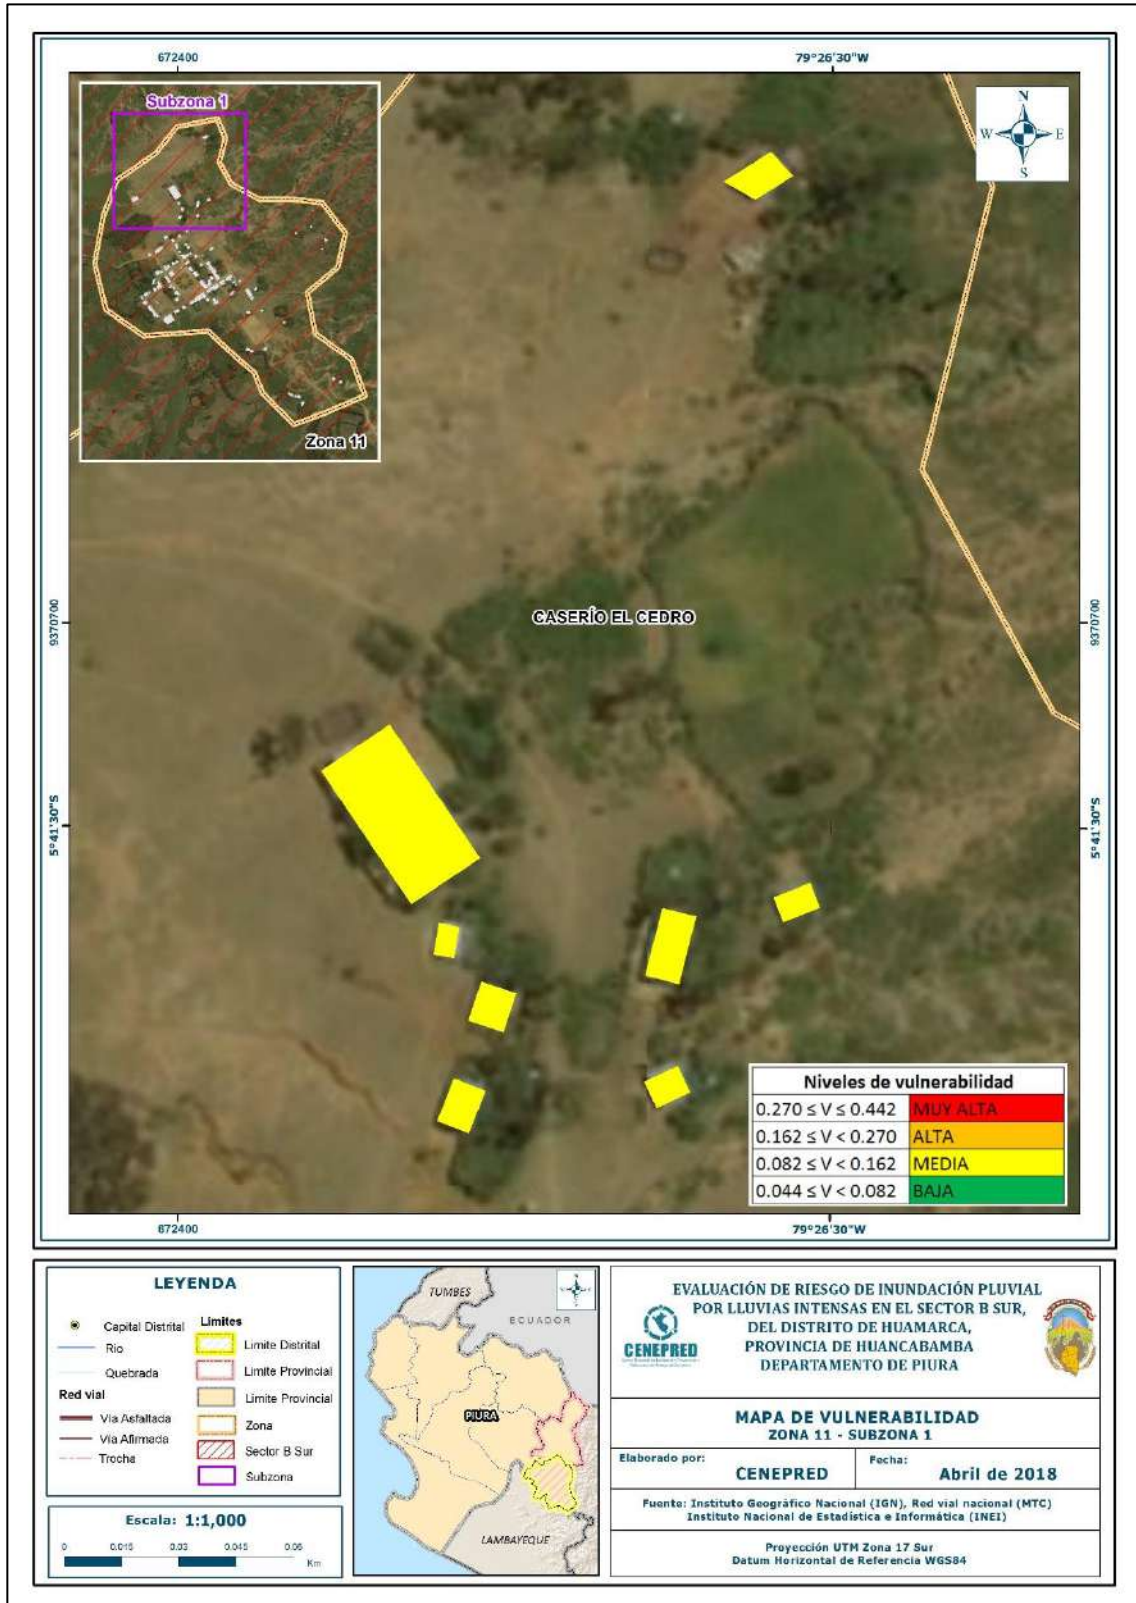 672400
79°26'30"W
Subzona 1
Zona 11
N
W
E
S
9370700
9370700
CASERÍO EL CEDRO
5°41'30"S
5°41'30"S
Niveles de vulnerabilidad
0.270 ≤ V ≤ 0.442 MUY ALTA
0.162 ≤ V < 0.270 ALTA
0.082 ≤ V < 0.162 MEDIA
0.044 ≤ V < 0.082 BAJA
672400
79°26'30"W
LEYENDA
Capital Distrital
Rio
Quebrada
Red vial
Vía Asfaltada
Vía Afirmada
Trocha
Límites
Limite Distrital
Limite Provincial
Limite Provincial
Zona
Sector B Sur
Subzona
Escala: 1:1,000
0 0.015 0.03 0.045 0.06
Km
TUMBES
ECUADOR
PIURA
LAMBAYEQUE
EVALUACIÓN DE RIESGO DE INUNDACIÓN PLUVIAL
POR LLUVIAS INTENSAS EN EL SECTOR B SUR,
DEL DISTRITO DE HUAMARCA,
PROVINCIA DE HUANCABAMBA
DEPARTAMENTO DE PIURA
CENEPRED
MAPA DE VULNERABILIDAD
ZONA 11 - SUBZONA 1
Elaborado por:
CENEPRED
Fecha:
Abril de 2018
Fuente: Instituto Geográfico Nacional (IGN), Red vial nacional (MTC)
Instituto Nacional de Estadística e Informática (INEI)
Proyección UTM Zona 17 Sur
Datum Horizontal de Referencia WGS84